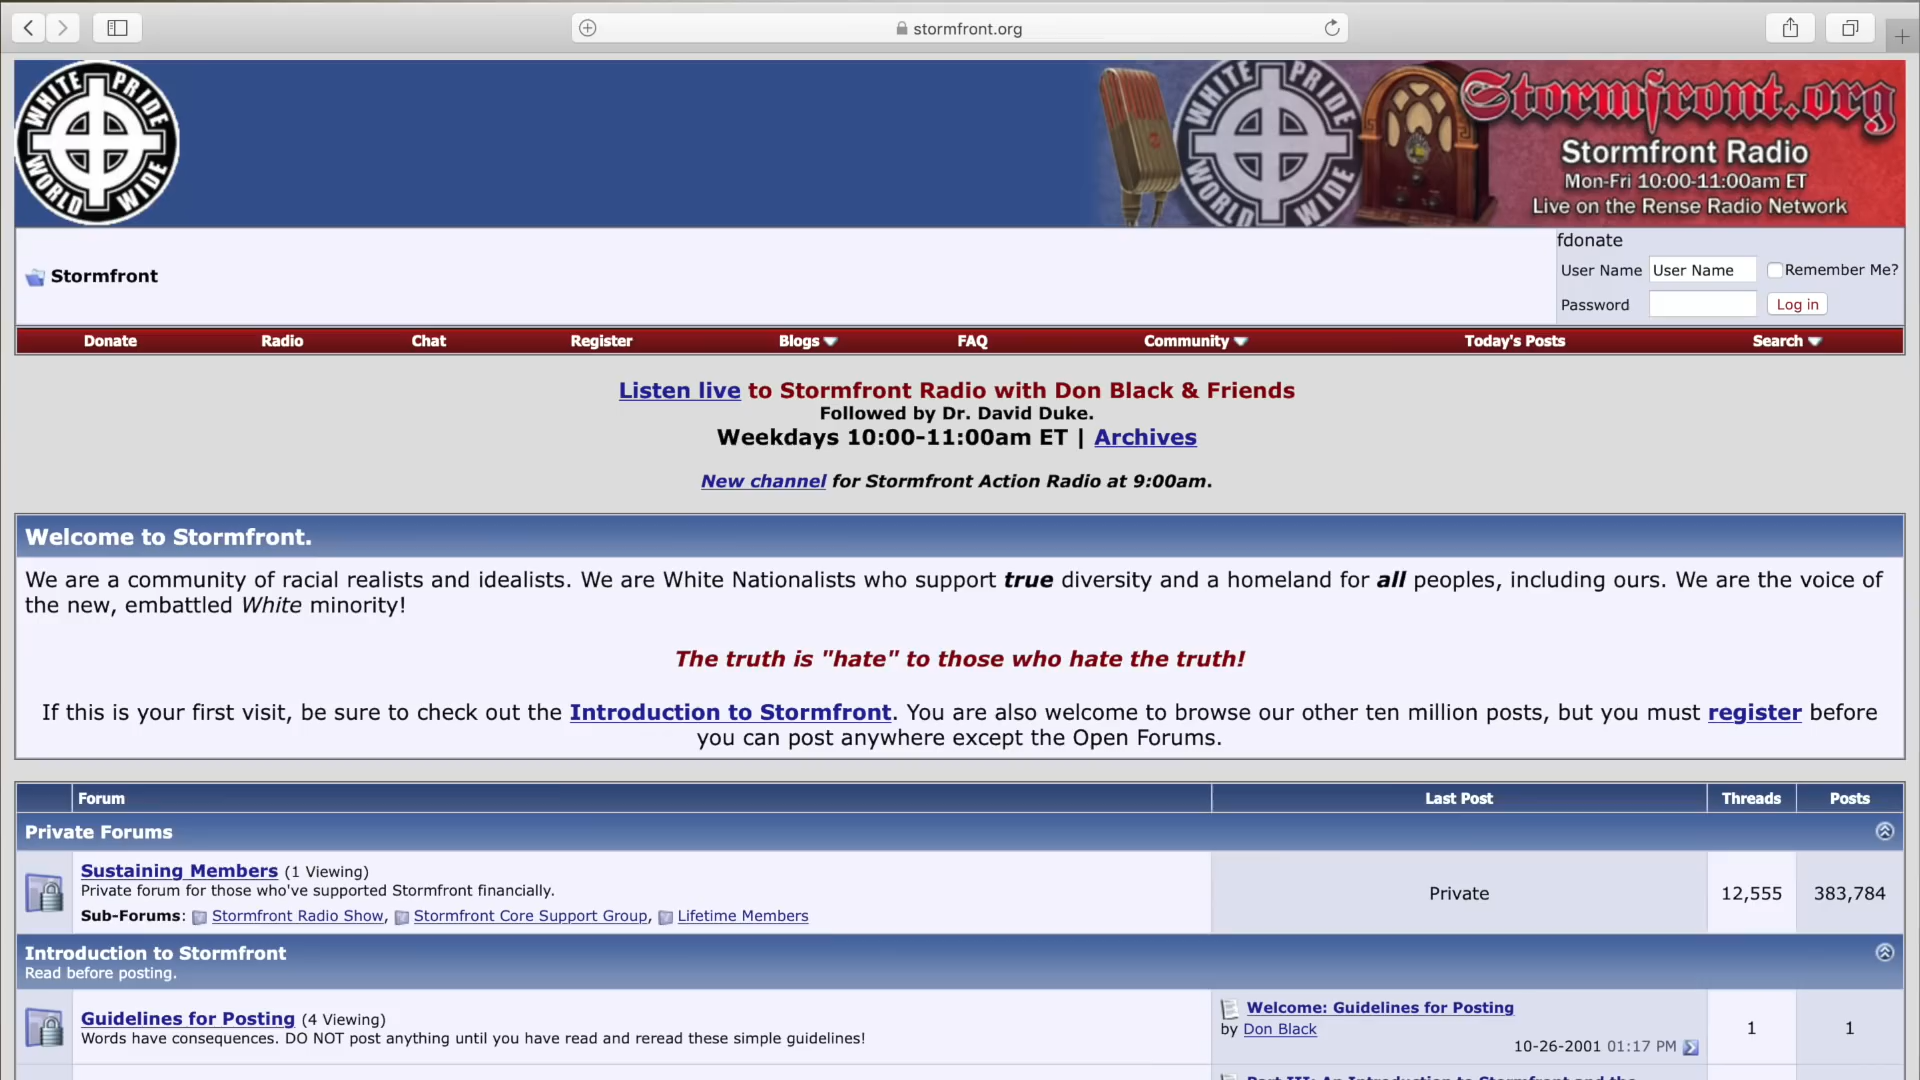 stormfront.org
WHITE PRIDE WORLD WIDE
WHITE PRIDE WORLD WIDE
Stormfront.org
Stormfront Radio
Mon-Fri 10:00-11:00am ET
Live on the Rense Radio Network
Stormfront
fdonate
User Name User Name Remember Me?
Password Log in
Donate Radio Chat Register Blogs FAQ Community Today's Posts Search
Listen live to Stormfront Radio with Don Black & Friends
Followed by Dr. David Duke.
Weekdays 10:00-11:00am ET | Archives
New channel for Stormfront Action Radio at 9:00am.
Welcome to Stormfront.
We are a community of racial realists and idealists. We are White Nationalists who support true diversity and a homeland for all peoples, including ours. We are the voice of
the new, embattled White minority!
The truth is "hate" to those who hate the truth!
If this is your first visit, be sure to check out the Introduction to Stormfront. You are also welcome to browse our other ten million posts, but you must register before
you can post anywhere except the Open Forums.
Forum Last Post Threads Posts
Private Forums
Sustaining Members (1 Viewing)
Private forum for those who've supported Stormfront financially.
Sub-Forums: Stormfront Radio Show, Stormfront Core Support Group, Lifetime Members
Private 12,555 383,784
Introduction to Stormfront
Read before posting.
Guidelines for Posting (4 Viewing)
Words have consequences. DO NOT post anything until you have read and reread these simple guidelines!
Welcome: Guidelines for Posting
by Don Black
10-26-2001 01:17 PM
1 1
Part III: An Introduction to Stormfront and the